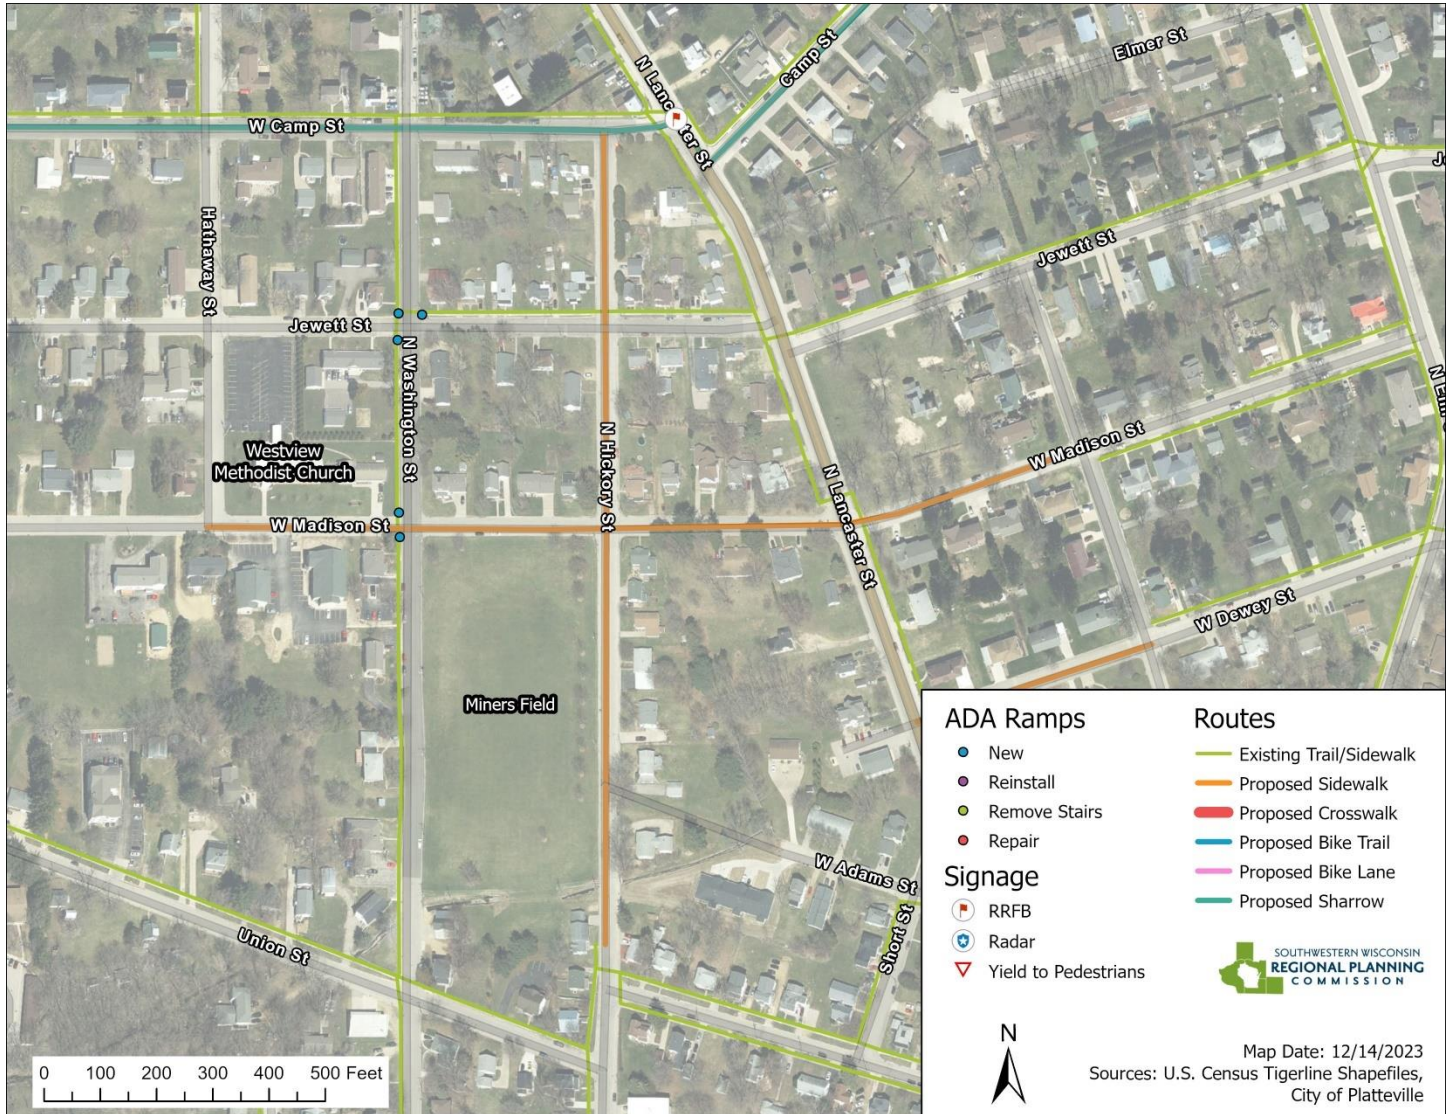 Elmer St
Camp St
N Lancaster St
W Camp St
Hathaway St
Jewett St
Jewett St
N Washington St
N Hickory St
W Madison St
Westview
Methodist Church
N Lancaster St
W Madison St
W Dewey St
Miners Field
W Adams St
Short St
Union St
ADA Ramps
New
Reinstall
Remove Stairs
Repair
Signage
RRFB
Radar
Yield to Pedestrians
Routes
Existing Trail/Sidewalk
Proposed Sidewalk
Proposed Crosswalk
Proposed Bike Trail
Proposed Bike Lane
Proposed Sharrow
SOUTHWESTERN WISCONSIN
REGIONAL PLANNING
COMMISSION
N
Map Date: 12/14/2023
Sources: U.S. Census Tigerline Shapefiles,
City of Platteville
0 100 200 300 400 500 Feet